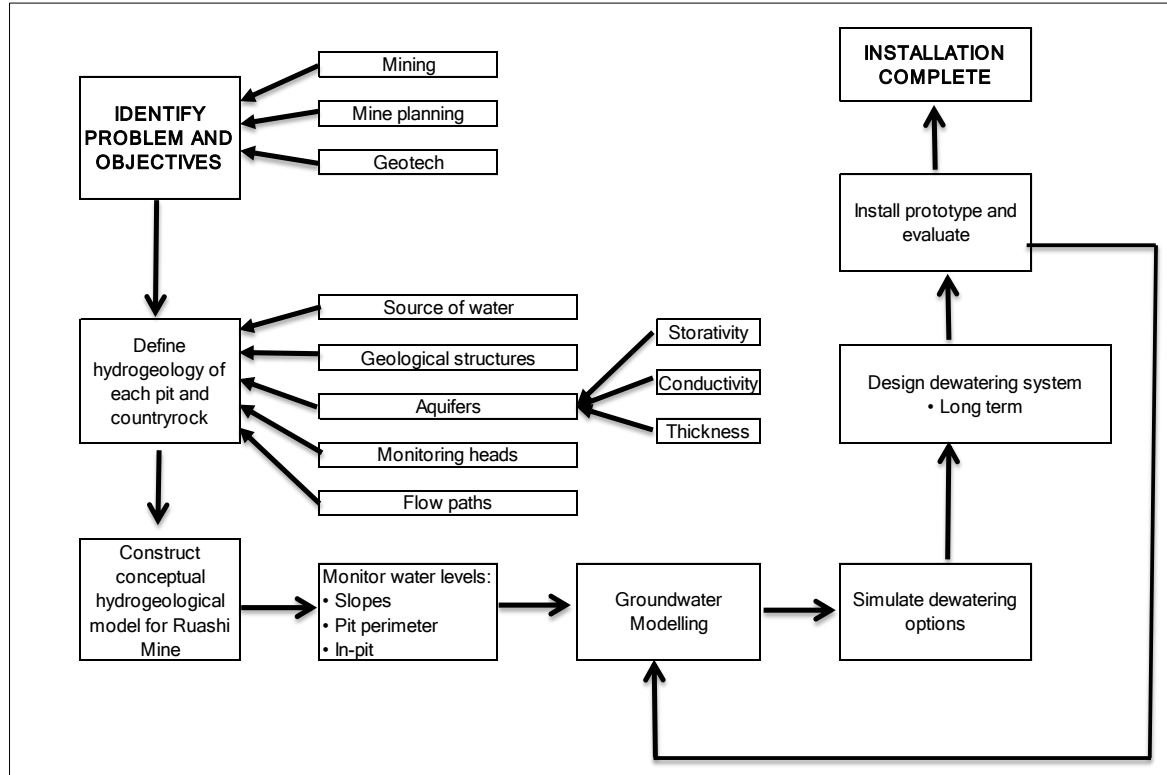 IDENTIFY
PROBLEM AND
OBJECTIVES
Mining
Mine planning
Geotech
Define
hydrogeology of
each pit and
countryrock
Source of water
Geological structures
Aquifers
Monitoring heads
Flow paths
Storativity
Conductivity
Thickness
Construct
conceptual
hydrogeological
model for Ruashi
Mine
Monitor water levels:
• Slopes
• Pit perimeter
• In-pit
Groundwater
Modelling
Simulate dewatering
options
Design dewatering system
• Long term
Install prototype and
evaluate
INSTALLATION
COMPLETE